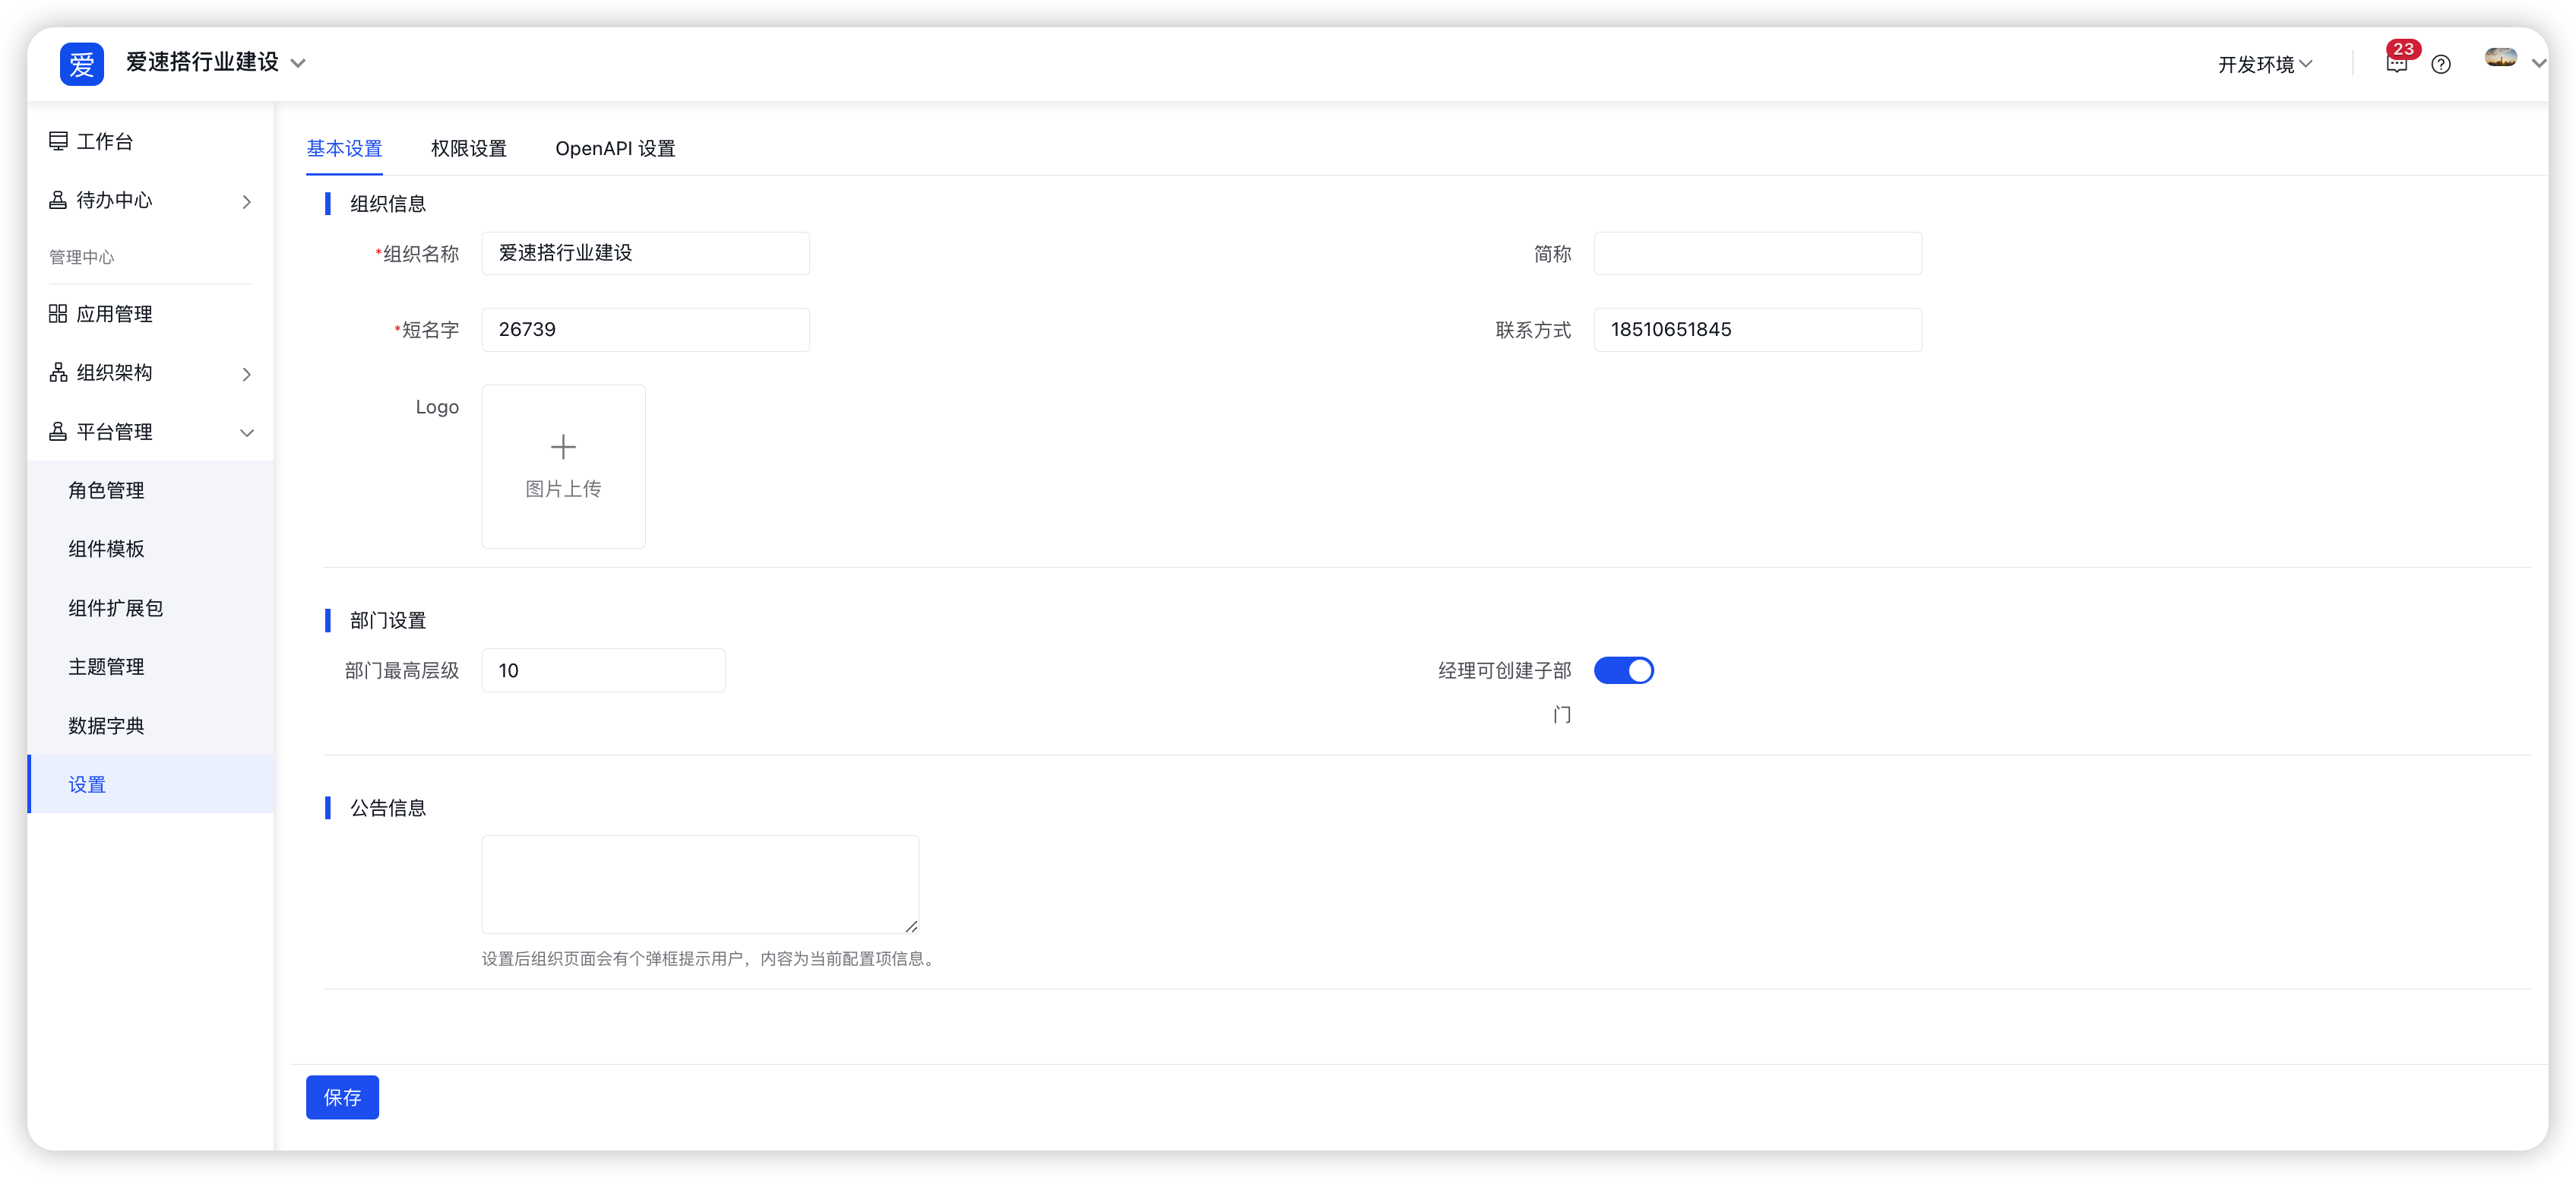 爱 爱速搭行业建设
开发环境
23
工作台
待办中心
管理中心
应用管理
组织架构
平台管理
角色管理
组件模板
组件扩展包
主题管理
数据字典
设置
基本设置 权限设置 OpenAPI 设置
组织信息
*组织名称 爱速搭行业建设
简称
*短名字 26739
联系方式 18510651845
Logo
图片上传
部门设置
部门最高层级 10
经理可创建子部
门
公告信息
设置后组织页面会有个弹框提示用户，内容为当前配置项信息。
保存